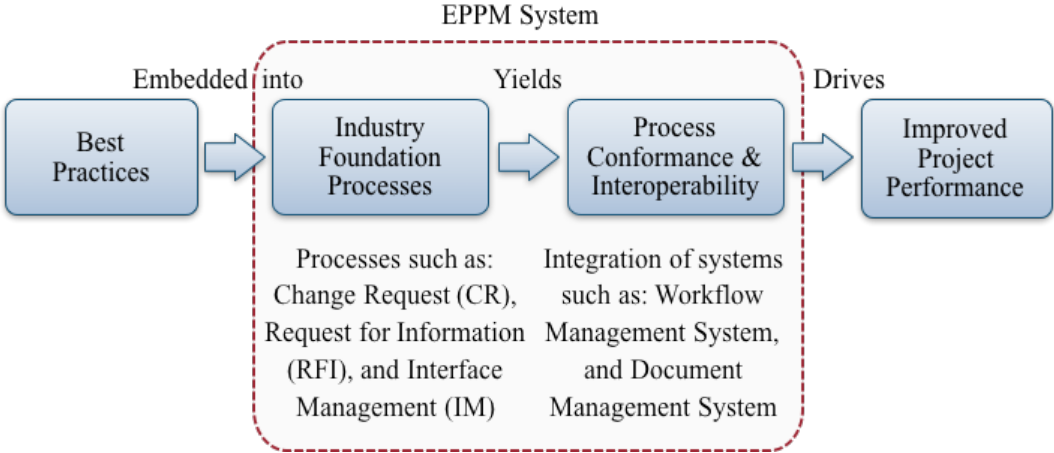 EPPM System
Embedded into
Yields
Drives
Best
Practices
Industry
Foundation
Processes
Process
Conformance &
Interoperability
Improved
Project
Performance
Processes such as:
Change Request (CR),
Request for Information
(RFI), and Interface
Management (IM)
Integration of systems
such as: Workflow
Management System,
and Document
Management System